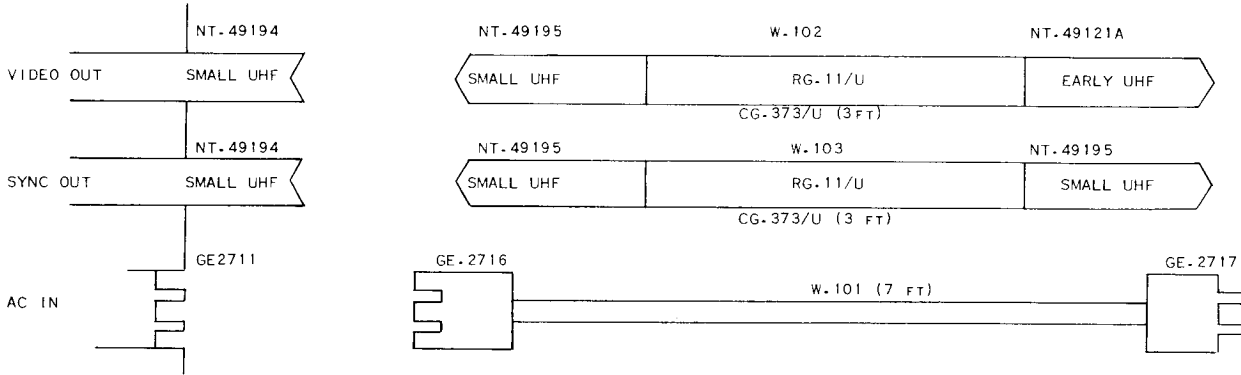 NT-49194 NT-49195 W.102 NT-49121A
VIDEO OUT SMALL UHF SMALL UHF RG-11/U EARLY UHF
CG-373/U (3FT)
NT-49194 NT-49195 W.103 NT-49195
SYNC OUT SMALL UHF SMALL UHF RG-11/U SMALL UHF
CG-373/U (3 FT)
GE2711 GE-2716 GE-2717
AC IN W.101 (7 FT)